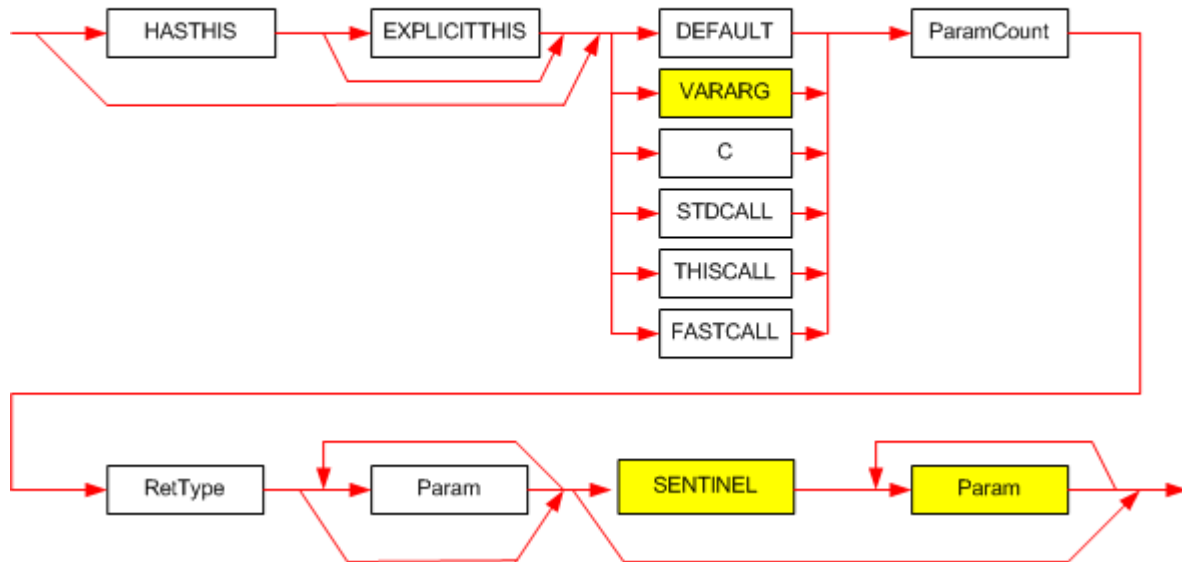 HASTHIS
EXPLICITTHIS
DEFAULT
ParamCount
VARARG
C
STDCALL
THISCALL
FASTCALL
RetType
Param
SENTINEL
Param